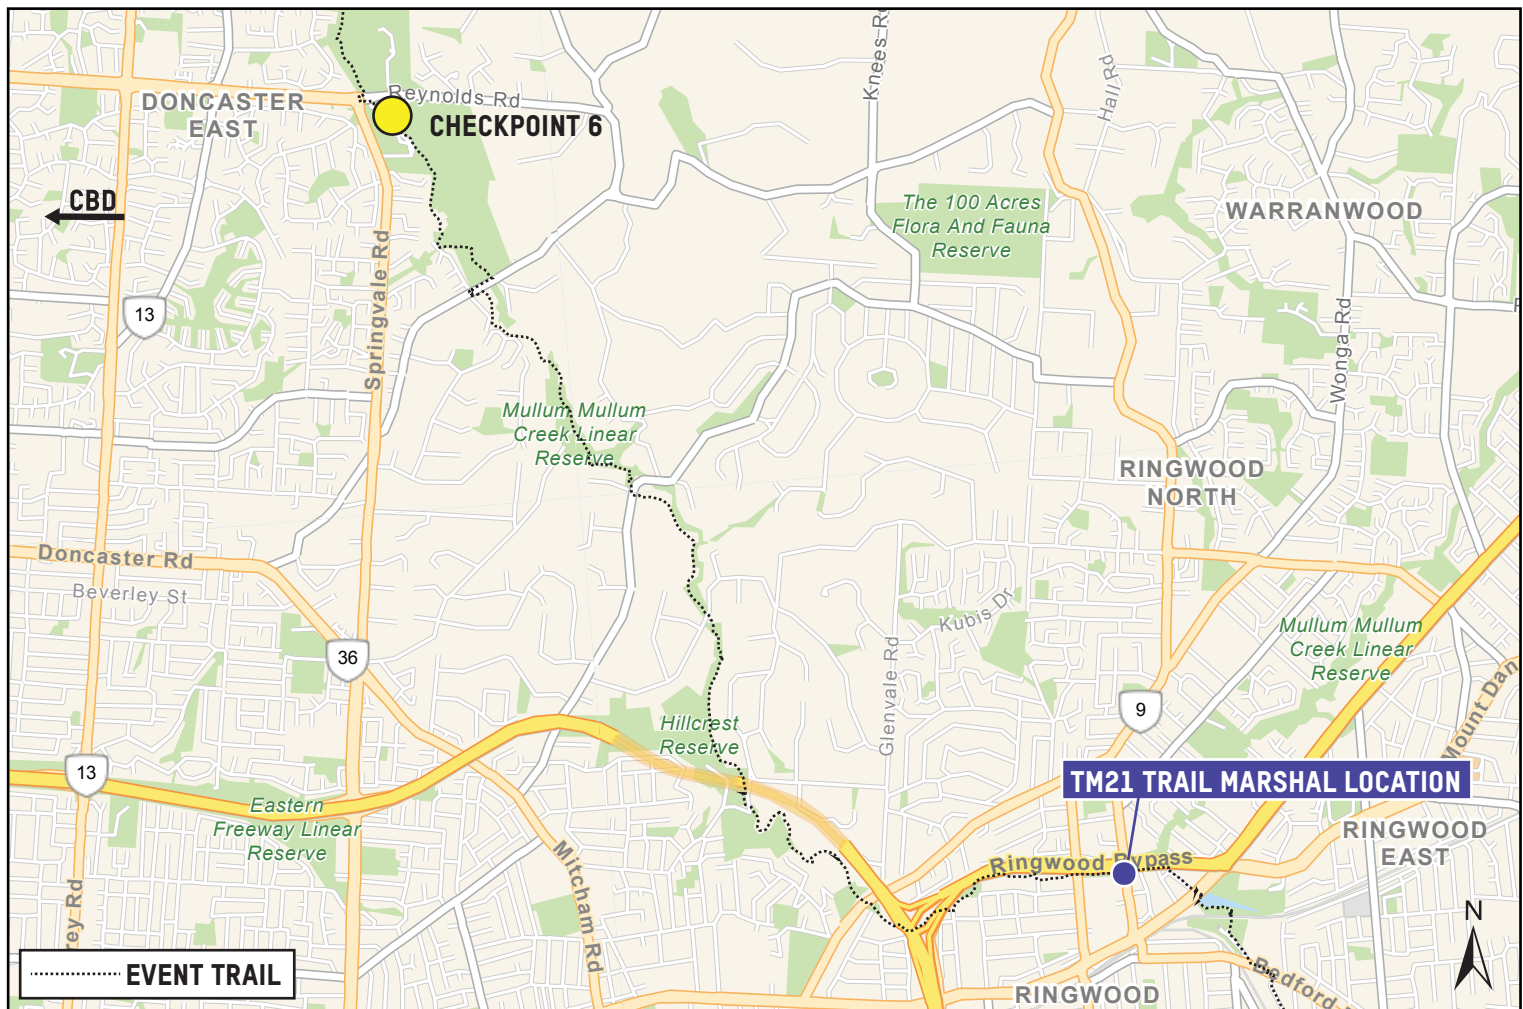 Knees Rd
Hall Rd
Reynolds Rd
DONCASTER
EAST
CHECKPOINT 6
CBD
The 100 Acres
Flora And Fauna
Reserve
WARRANWOOD
Springvale Rd
13
Wonga Rd
Mullum Mullum
Creek Linear
Reserve
RINGWOOD
NORTH
Doncaster Rd
Beverley St
Kubis Dr
Mullum Mullum
Creek Linear
Reserve
36
Glenvale Rd
9
Hillcrest
Reserve
Mount Dan
13
TM21 TRAIL MARSHAL LOCATION
Eastern
Freeway Linear
Reserve
RINGWOOD
EAST
Ringwood Bypass
Mitcham Rd
rey Rd
N
EVENT TRAIL
Bedford
RINGWOOD